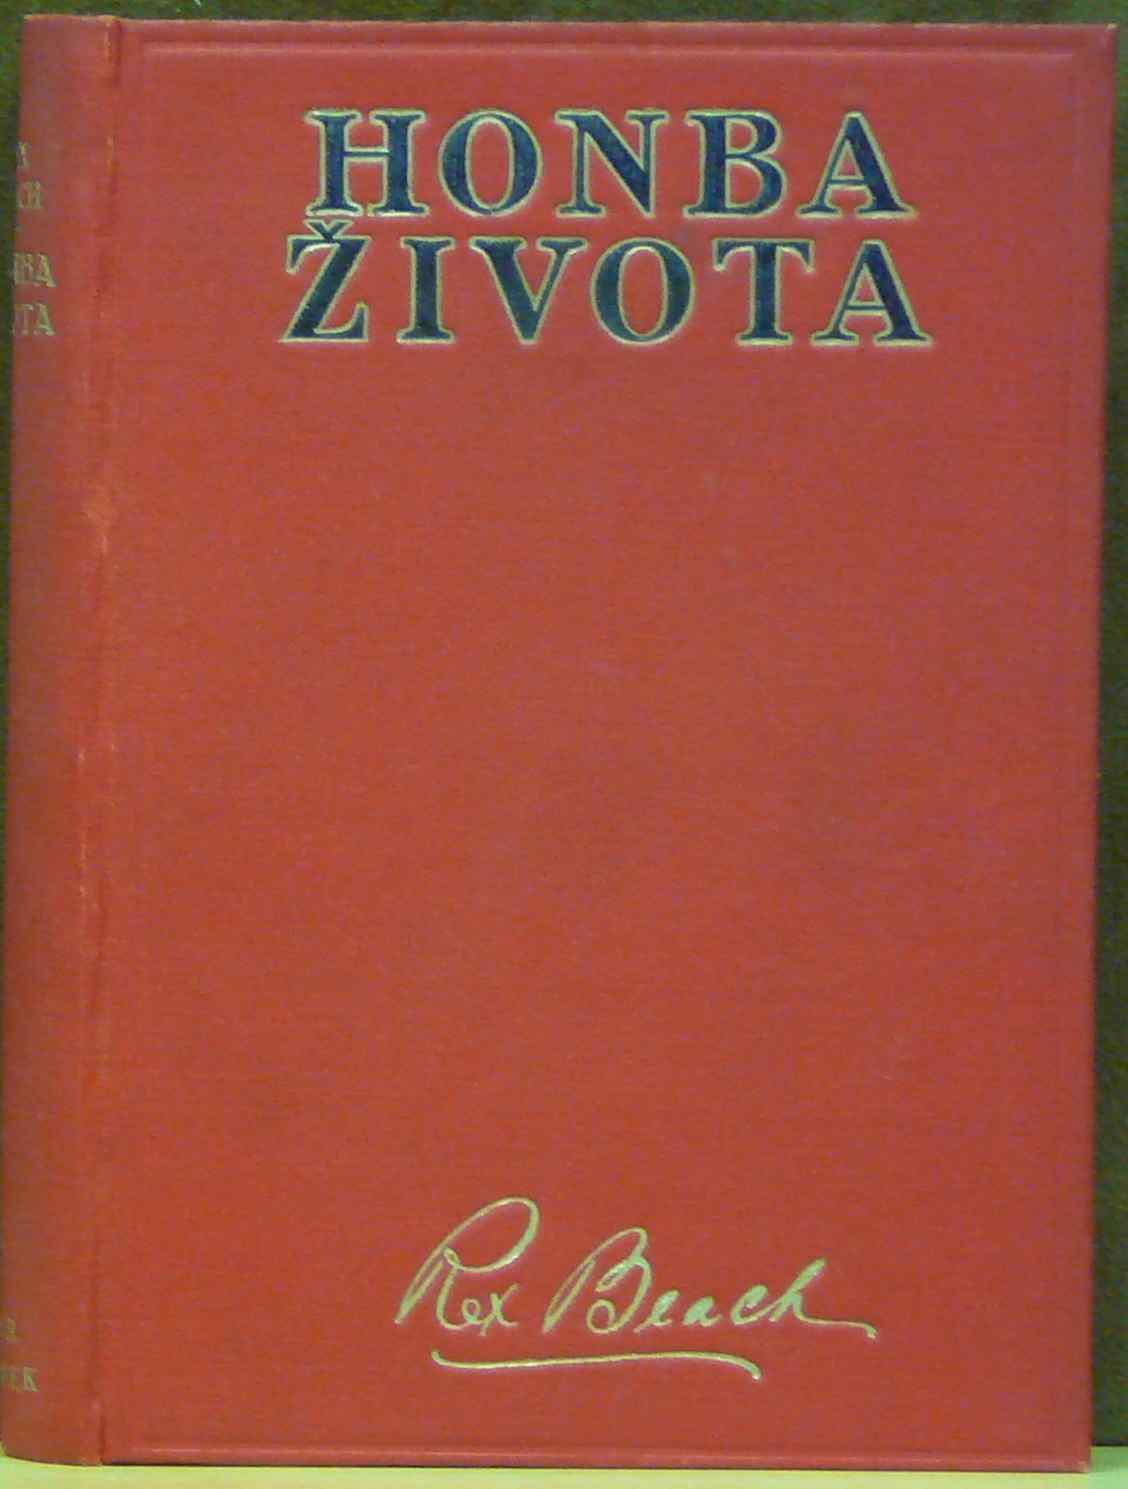 HONBA
ŽIVOTA
Rex Beach